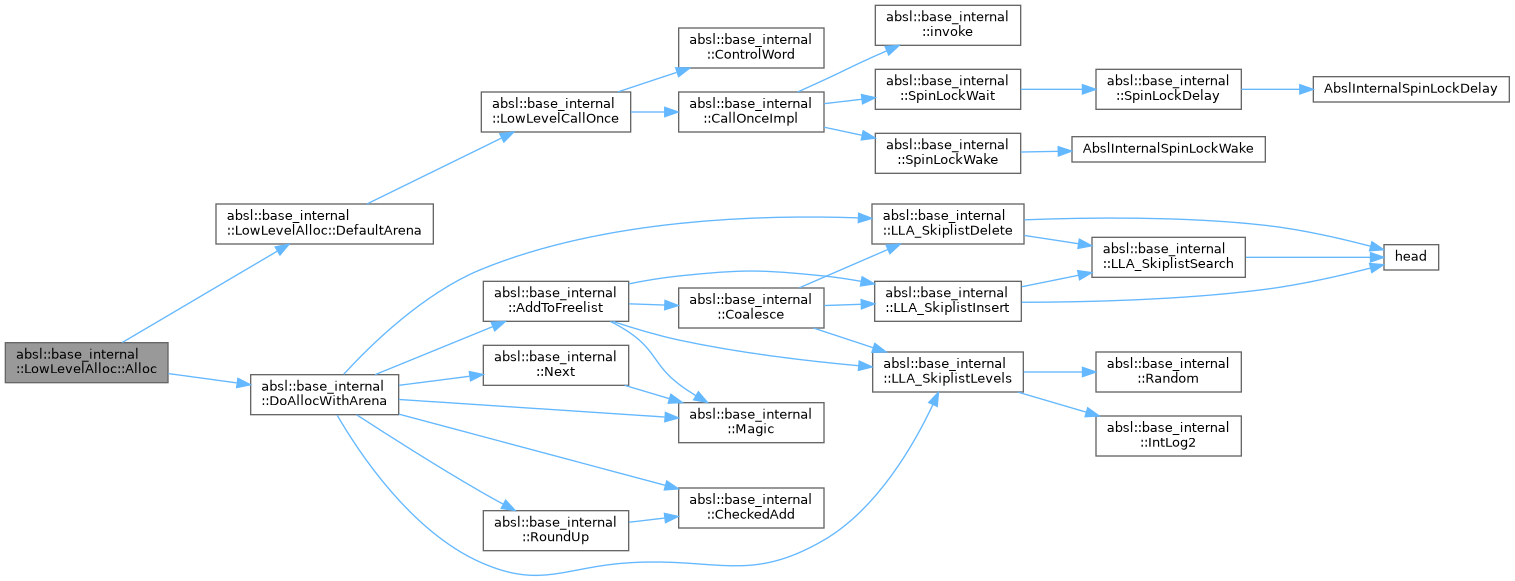 absl::base_internal
::LowLevelAlloc::Alloc
absl::base_internal
::LowLevelAlloc::DefaultArena
absl::base_internal
::LowLevelCallOnce
absl::base_internal
::ControlWord
absl::base_internal
::CallOnceImpl
absl::base_internal
::invoke
absl::base_internal
::SpinLockWait
absl::base_internal
::SpinLockDelay
AbslInternalSpinLockDelay
absl::base_internal
::SpinLockWake
AbslInternalSpinLockWake
absl::base_internal
::DoAllocWithArena
absl::base_internal
::AddToFreelist
absl::base_internal
::Coalesce
absl::base_internal
::LLA_SkiplistDelete
absl::base_internal
::LLA_SkiplistSearch
head
absl::base_internal
::LLA_SkiplistInsert
absl::base_internal
::LLA_SkiplistLevels
absl::base_internal
::Random
absl::base_internal
::IntLog2
absl::base_internal
::Next
absl::base_internal
::Magic
absl::base_internal
::CheckedAdd
absl::base_internal
::RoundUp